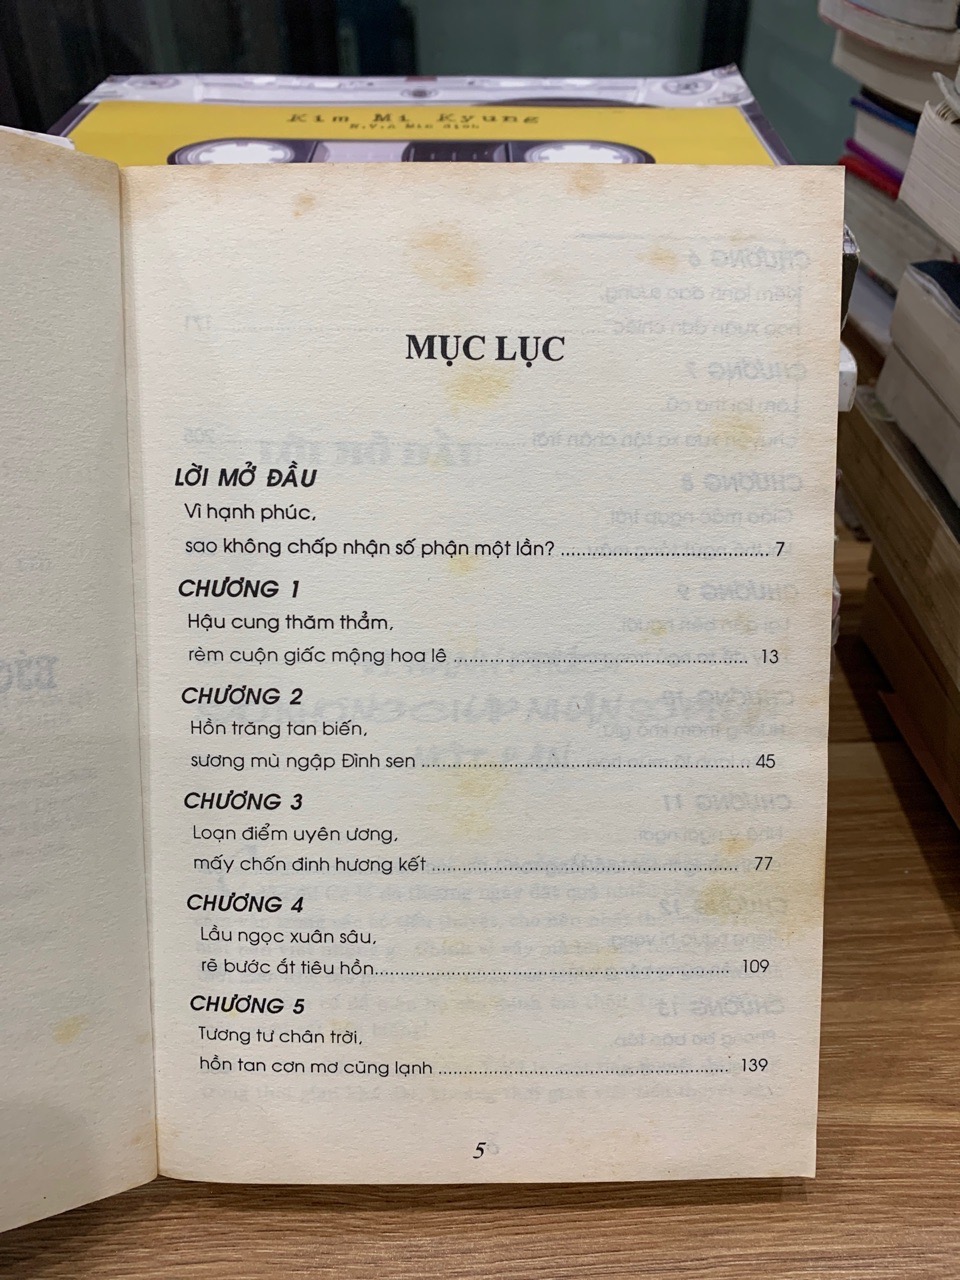 Kim Mi Kyung
MỤC LỤC
LỜI MỞ ĐẦU
Vì hạnh phúc,
sao không chấp nhận số phận một lần? ........ 7
CHƯƠNG 1
Hậu cung thăm thẳm,
rèm cuộn giấc mộng hoa lê ........ 13
CHƯƠNG 2
Hồn trăng tan biến,
sương mù ngập Đình sen ........ 45
CHƯƠNG 3
Loạn điểm uyên ương,
mấy chốn đinh hương kết ........ 77
CHƯƠNG 4
Lầu ngọc xuân sâu,
rẽ bước ắt tiêu hồn ........ 109
CHƯƠNG 5
Tương tư chân trời,
hồn tan cơn mơ cũng lạnh ........ 139
5